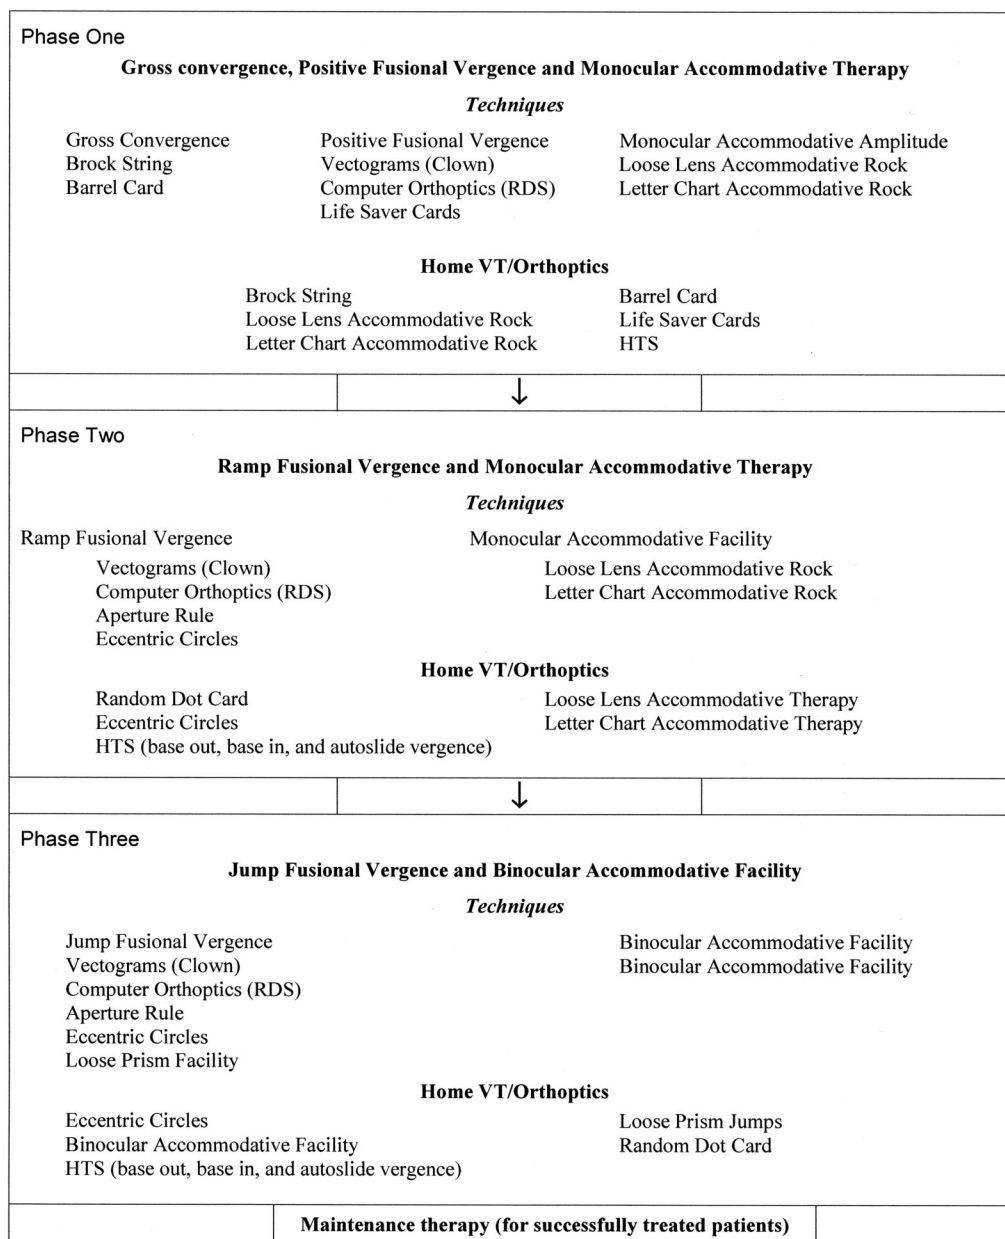 Phase One
Gross convergence, Positive Fusional Vergence and Monocular Accommodative Therapy
Techniques
Gross Convergence Positive Fusional Vergence Monocular Accommodative Amplitude
Brock String Vectograms (Clown) Loose Lens Accommodative Rock
Barrel Card Computer Orthoptics (RDS) Letter Chart Accommodative Rock
Life Saver Cards
Home VT/Orthoptics
Brock String Barrel Card
Loose Lens Accommodative Rock Life Saver Cards
Letter Chart Accommodative Rock HTS
↓
Phase Two
Ramp Fusional Vergence and Monocular Accommodative Therapy
Techniques
Ramp Fusional Vergence Monocular Accommodative Facility
Vectograms (Clown) Loose Lens Accommodative Rock
Computer Orthoptics (RDS) Letter Chart Accommodative Rock
Aperture Rule
Eccentric Circles
Home VT/Orthoptics
Random Dot Card Loose Lens Accommodative Therapy
Eccentric Circles Letter Chart Accommodative Therapy
HTS (base out, base in, and autoslide vergence)
↓
Phase Three
Jump Fusional Vergence and Binocular Accommodative Facility
Techniques
Jump Fusional Vergence Binocular Accommodative Facility
Vectograms (Clown) Binocular Accommodative Facility
Computer Orthoptics (RDS)
Aperture Rule
Eccentric Circles
Loose Prism Facility
Home VT/Orthoptics
Eccentric Circles Loose Prism Jumps
Binocular Accommodative Facility Random Dot Card
HTS (base out, base in, and autoslide vergence)
Maintenance therapy (for successfully treated patients)